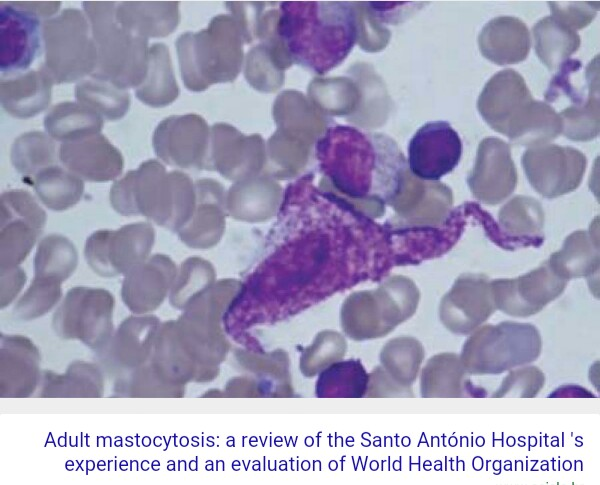 Adult mastocytosis: a review of the Santo António Hospital 's
experience and an evaluation of World Health Organization